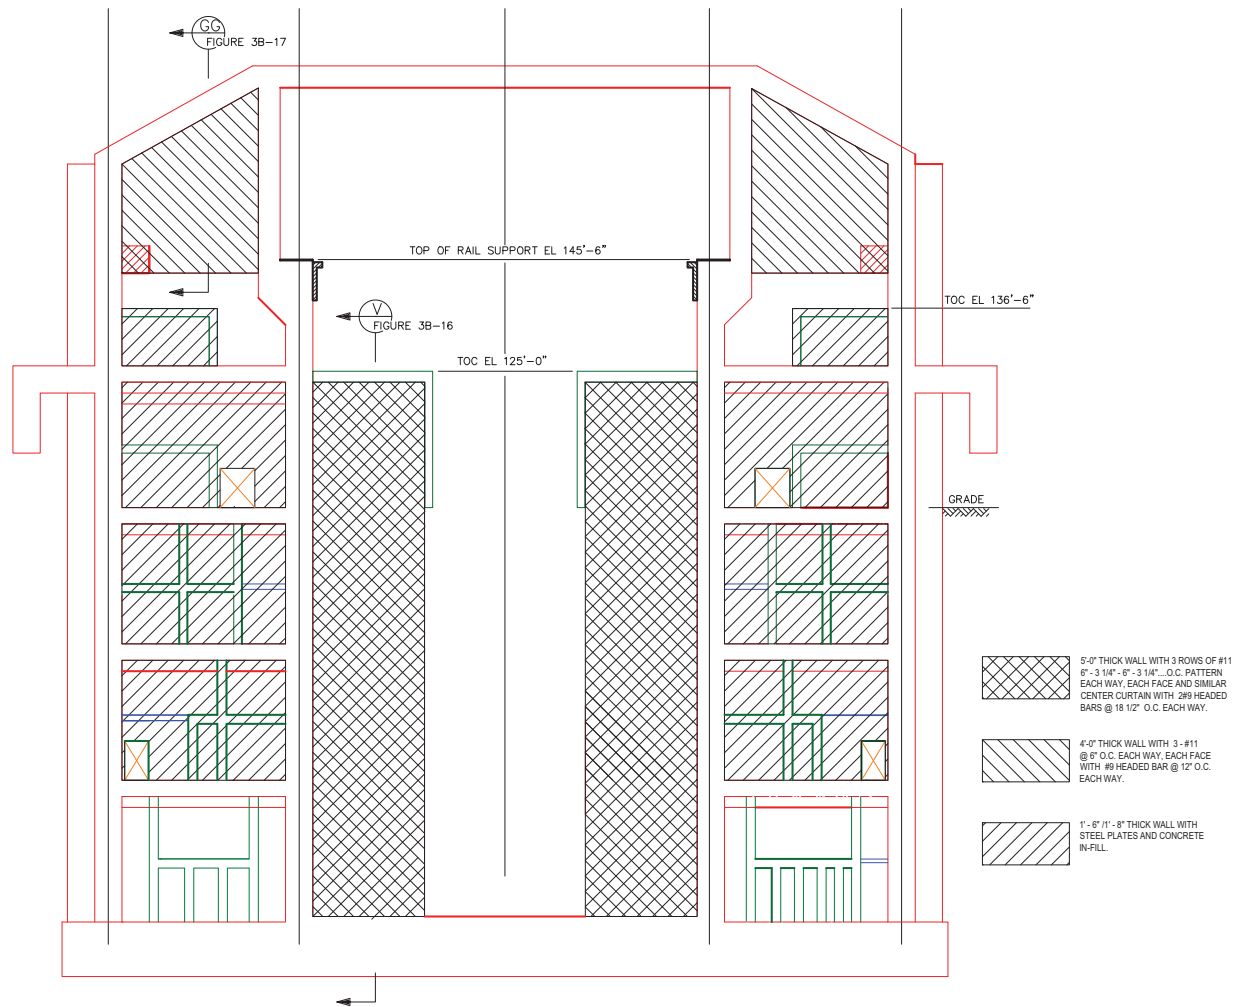 GG
FIGURE 3B-17
TOP OF RAIL SUPPORT EL 145'-6"
TOC EL 136'-6"
V
FIGURE 3B-16
TOC EL 125'-0"
GRADE
5'-0" THICK WALL WITH 3 ROWS OF #11
6" - 3 1/4" - 6" - 3 1/4"....O.C. PATTERN
EACH WAY, EACH FACE AND SIMILAR
CENTER CURTAIN WITH 2#9 HEADED
BARS @ 18 1/2" O.C. EACH WAY.
4'-0" THICK WALL WITH 3 - #11
@ 6" O.C. EACH WAY, EACH FACE
WITH #9 HEADED BAR @ 12" O.C.
EACH WAY.
1' - 6" /1' - 8" THICK WALL WITH
STEEL PLATES AND CONCRETE
IN-FILL.